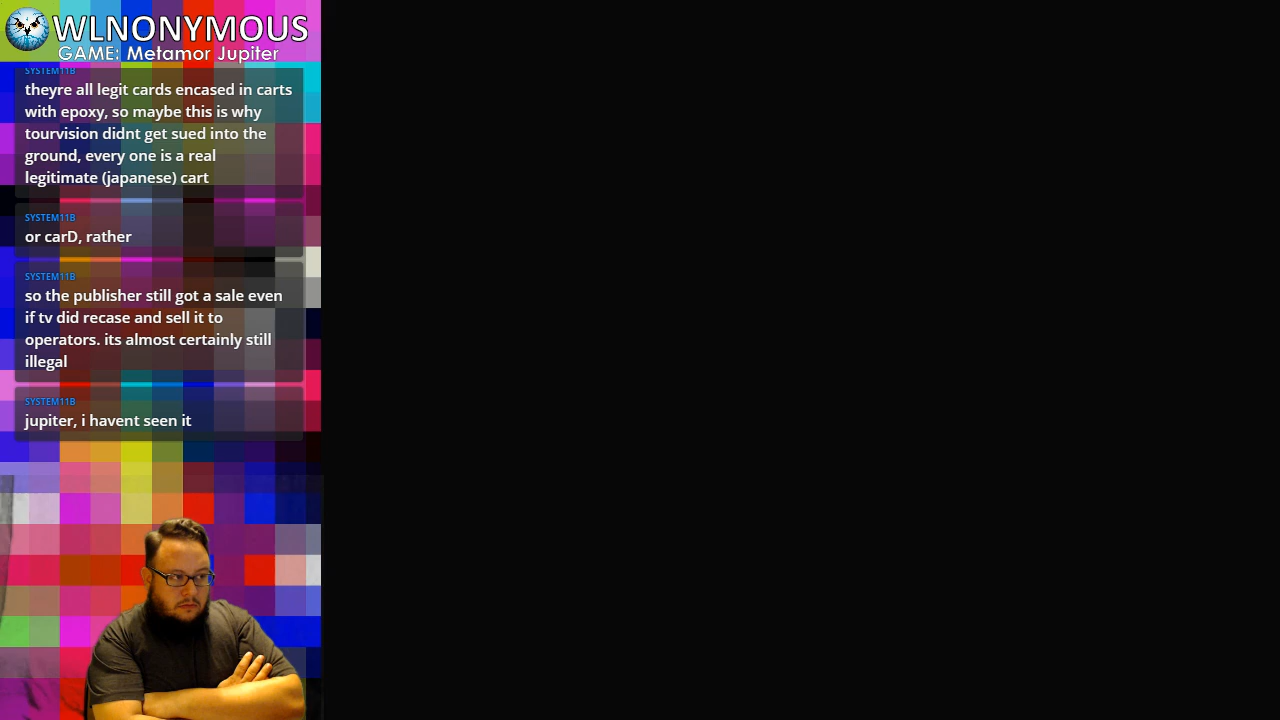 WLNONYMOUS
GAME: Metamor Jupiter
SYSTEM11B
theyre all legit cards encased in carts
with epoxy, so maybe this is why
tourvision didnt get sued into the
ground, every one is a real
legitimate (japanese) cart
SYSTEM11B
or carD, rather
SYSTEM11B
so the publisher still got a sale even
if tv did recase and sell it to
operators. its almost certainly still
illegal
SYSTEM11B
jupiter, i havent seen it